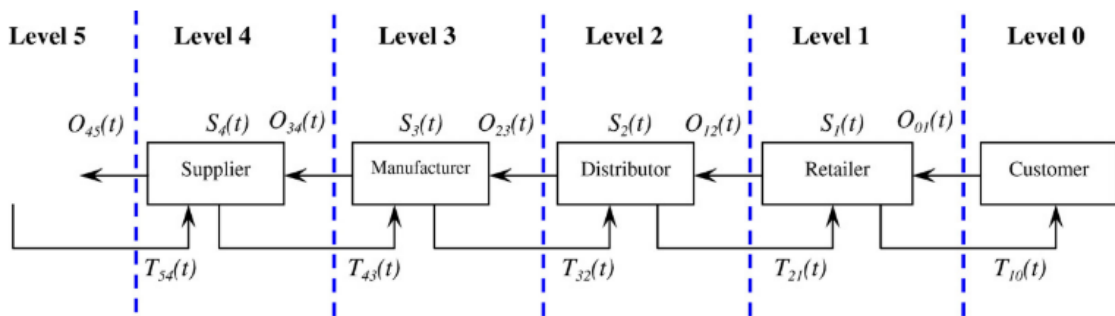 Level 5 Level 4 Level 3 Level 2 Level 1 Level 0
O45(t) S4(t) O34(t) S3(t) O23(t) S2(t) O12(t) S1(t) O01(t)
Supplier Manufacturer Distributor Retailer Customer
T54(t) T43(t) T32(t) T21(t) T10(t)